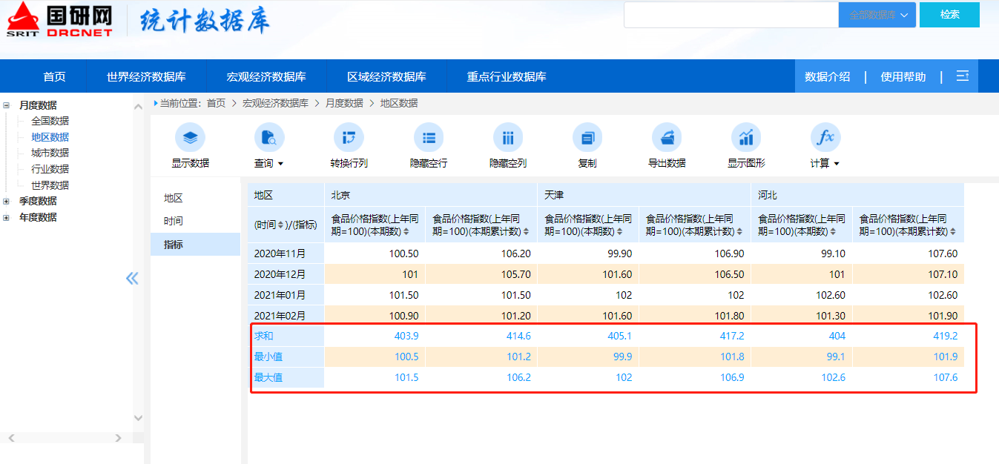 国研网
SRIT DRCNET
统计数据库
全部数据库
检索
首页 世界经济数据库 宏观经济数据库 区域经济数据库 重点行业数据库 数据介绍 | 使用帮助 |
月度数据
全国数据
地区数据
城市数据
行业数据
世界数据
季度数据
年度数据
当前位置: 首页 > 宏观经济数据库 > 月度数据 > 地区数据
显示数据 查询 转换行列 隐藏空行 隐藏空列 复制 导出数据 显示图形 fx 计算
地区
时间
指标
地区 北京 天津 河北
(时间)/(指标) 食品价格指数(上年同期=100)(本期数) 食品价格指数(上年同期=100)(本期累计数) 食品价格指数(上年同期=100)(本期数) 食品价格指数(上年同期=100)(本期累计数) 食品价格指数(上年同期=100)(本期数) 食品价格指数(上年同期=100)(本期累计数)
2020年11月 100.50 106.20 99.90 106.90 99.10 107.60
2020年12月 101 105.70 101.60 106.50 101 107.10
2021年01月 101.50 101.50 102 102 102.60 102.60
2021年02月 100.90 101.20 101.60 101.80 101.30 101.90
求和 403.9 414.6 405.1 417.2 404 419.2
最小值 100.5 101.2 99.9 101.8 99.1 101.9
最大值 101.5 106.2 102 106.9 102.6 107.6